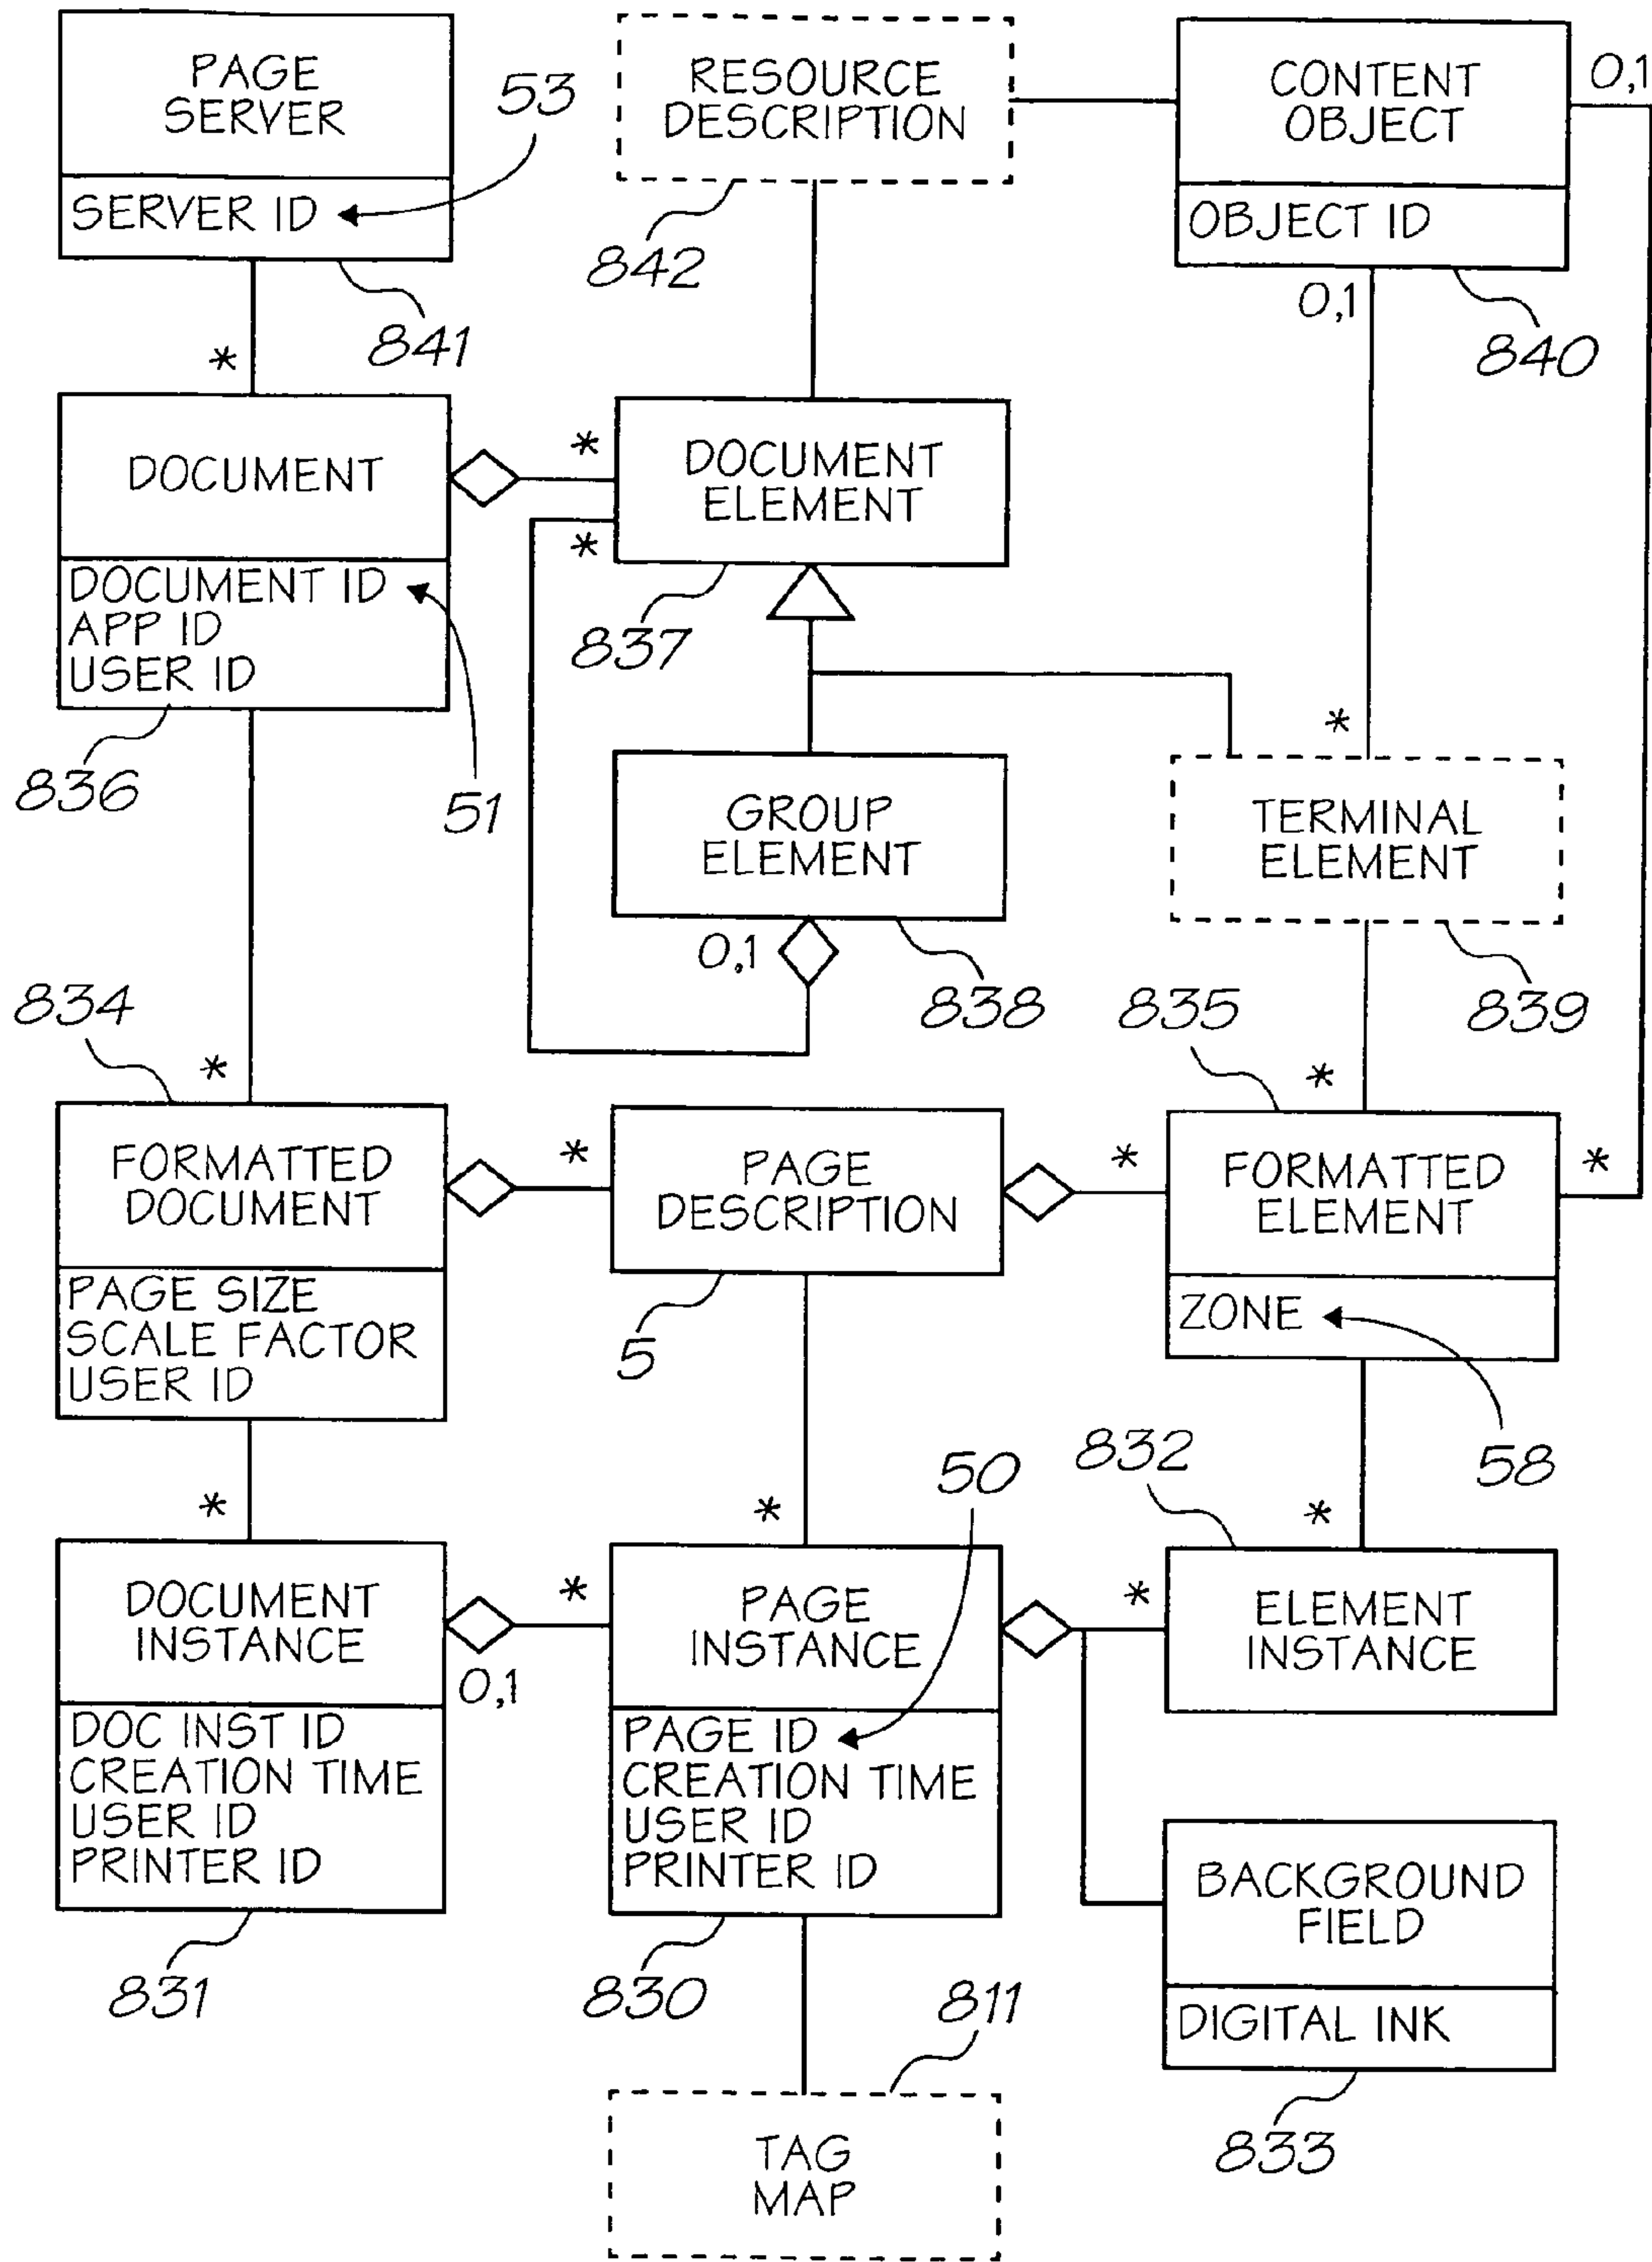 PAGE
SERVER
SERVER ID
53
841
RESOURCE
DESCRIPTION
842
CONTENT
OBJECT
OBJECT ID
0,1
0,1
840
*
DOCUMENT
DOCUMENT ID
APP ID
USER ID
51
836
*
*
DOCUMENT
ELEMENT
837
GROUP
ELEMENT
0,1
838
*
TERMINAL
ELEMENT
839
834
*
FORMATTED
DOCUMENT
PAGE SIZE
SCALE FACTOR
USER ID
*
PAGE
DESCRIPTION
5
835
*
*
FORMATTED
ELEMENT
*
ZONE
58
*
DOCUMENT
INSTANCE
DOC INST ID
CREATION TIME
USER ID
PRINTER ID
0,1
831
*
*
50
PAGE
INSTANCE
PAGE ID
CREATION TIME
USER ID
PRINTER ID
830
832
*
*
ELEMENT
INSTANCE
BACKGROUND
FIELD
DIGITAL INK
833
811
TAG
MAP